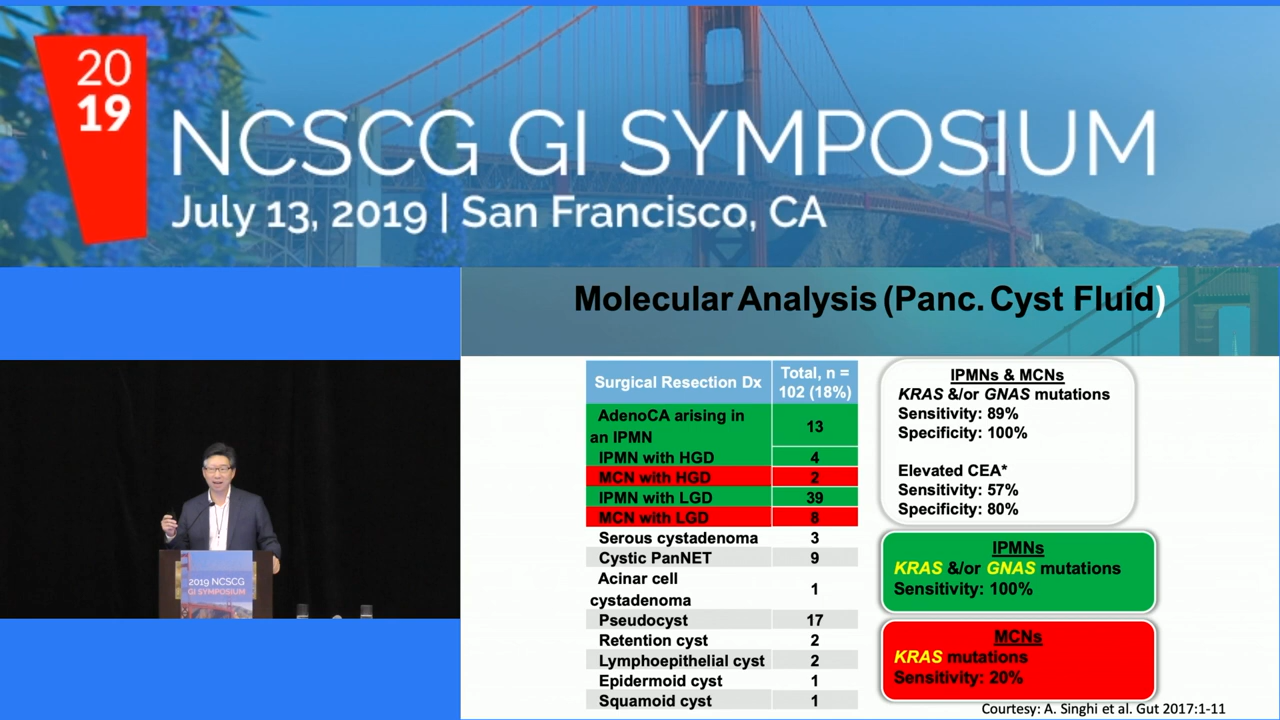 20
19
NCSCG GI SYMPOSIUM
July 13, 2019 | San Francisco, CA
Molecular Analysis (Panc. Cyst Fluid)
Surgical Resection Dx
Total, n =
102 (18%)
AdenoCA arising in
an IPMN
13
IPMN with HGD
4
MCN with HGD
2
IPMN with LGD
39
MCN with LGD
8
Serous cystadenoma
3
Cystic PanNET
9
Acinar cell
cystadenoma
1
Pseudocyst
17
Retention cyst
2
Lymphoepithelial cyst
2
Epidermoid cyst
1
Squamoid cyst
1
IPMNs & MCNs
KRAS &/or GNAS mutations
Sensitivity: 89%
Specificity: 100%
Elevated CEA*
Sensitivity: 57%
Specificity: 80%
IPMNs
KRAS &/or GNAS mutations
Sensitivity: 100%
MCNs
KRAS mutations
Sensitivity: 20%
Courtesy: A. Singhi et al. Gut 2017:1-11
2019 NCSCG
GI SYMPOSIUM